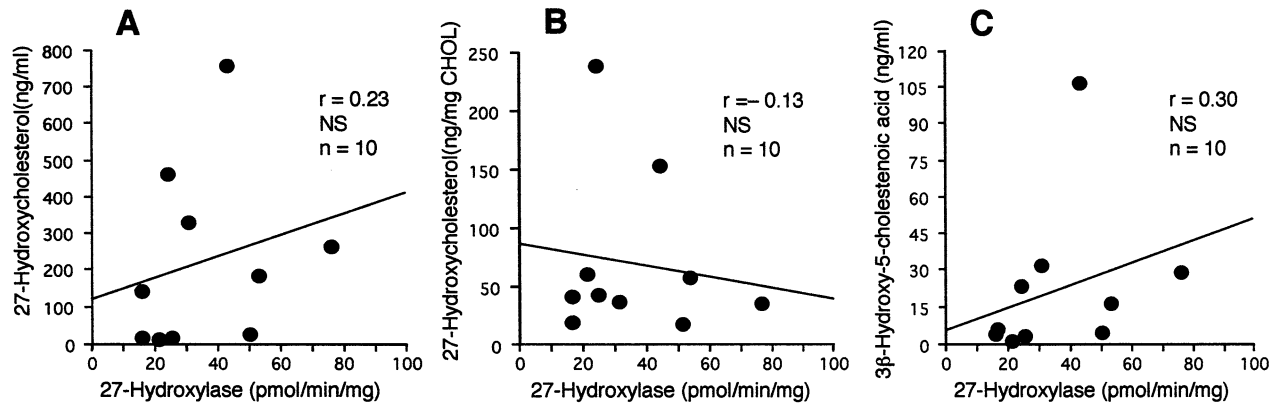 A
27-Hydroxycholesterol(ng/ml)
800
700
600
500
400
300
200
100
0
r = 0.23
NS
n = 10
0 20 40 60 80 100
27-Hydroxylase (pmol/min/mg)
B
27-Hydroxycholesterol(ng/mg CHOL)
250
200
150
100
50
0
r =– 0.13
NS
n = 10
0 20 40 60 80 100
27-Hydroxylase (pmol/min/mg)
C
3β-Hydroxy-5-cholestenoic acid (ng/ml)
120
105
90
75
60
45
30
15
0
r = 0.30
NS
n = 10
0 20 40 60 80 100
27-Hydroxylase (pmol/min/mg)